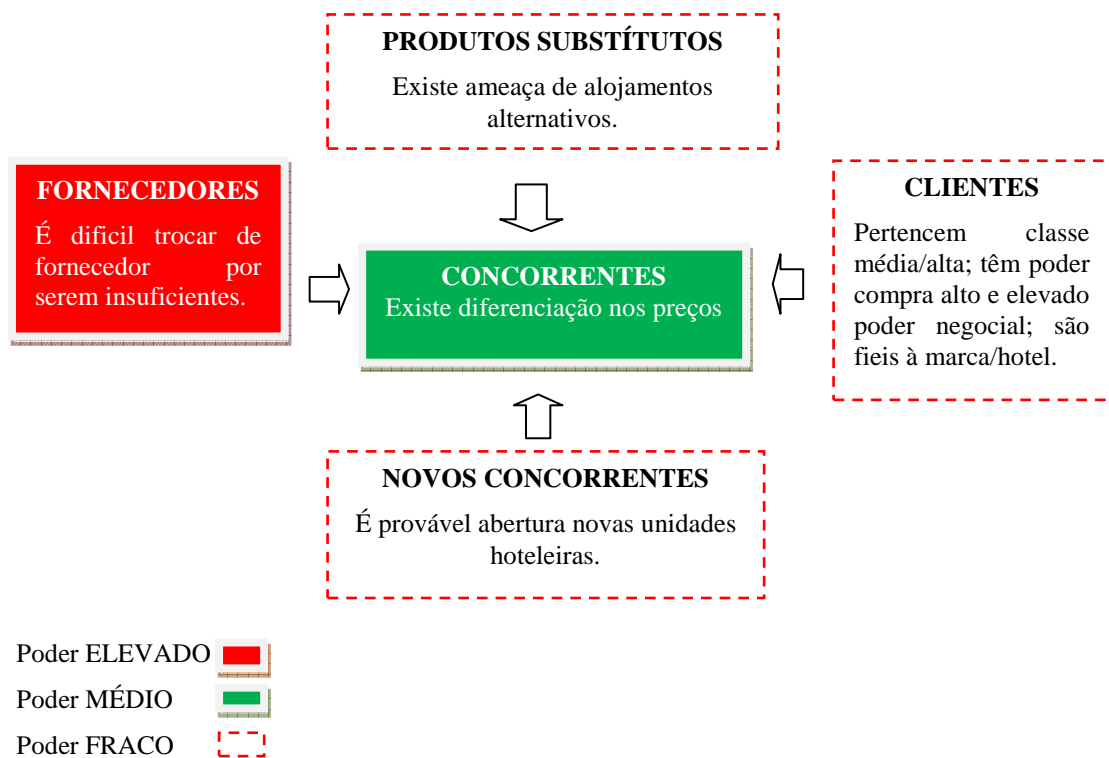 PRODUTOS SUBSTÍTUTOS
Existe ameaça de alojamentos
alternativos.
FORNECEDORES
É dificil trocar de
fornecedor por
serem insuficientes.
CONCORRENTES
Existe diferenciação nos preços
CLIENTES
Pertencem classe
média/alta; têm poder
compra alto e elevado
poder negocial; são
fieis à marca/hotel.
NOVOS CONCORRENTES
É provável abertura novas unidades
hoteleiras.
Poder ELEVADO
Poder MÉDIO
Poder FRACO